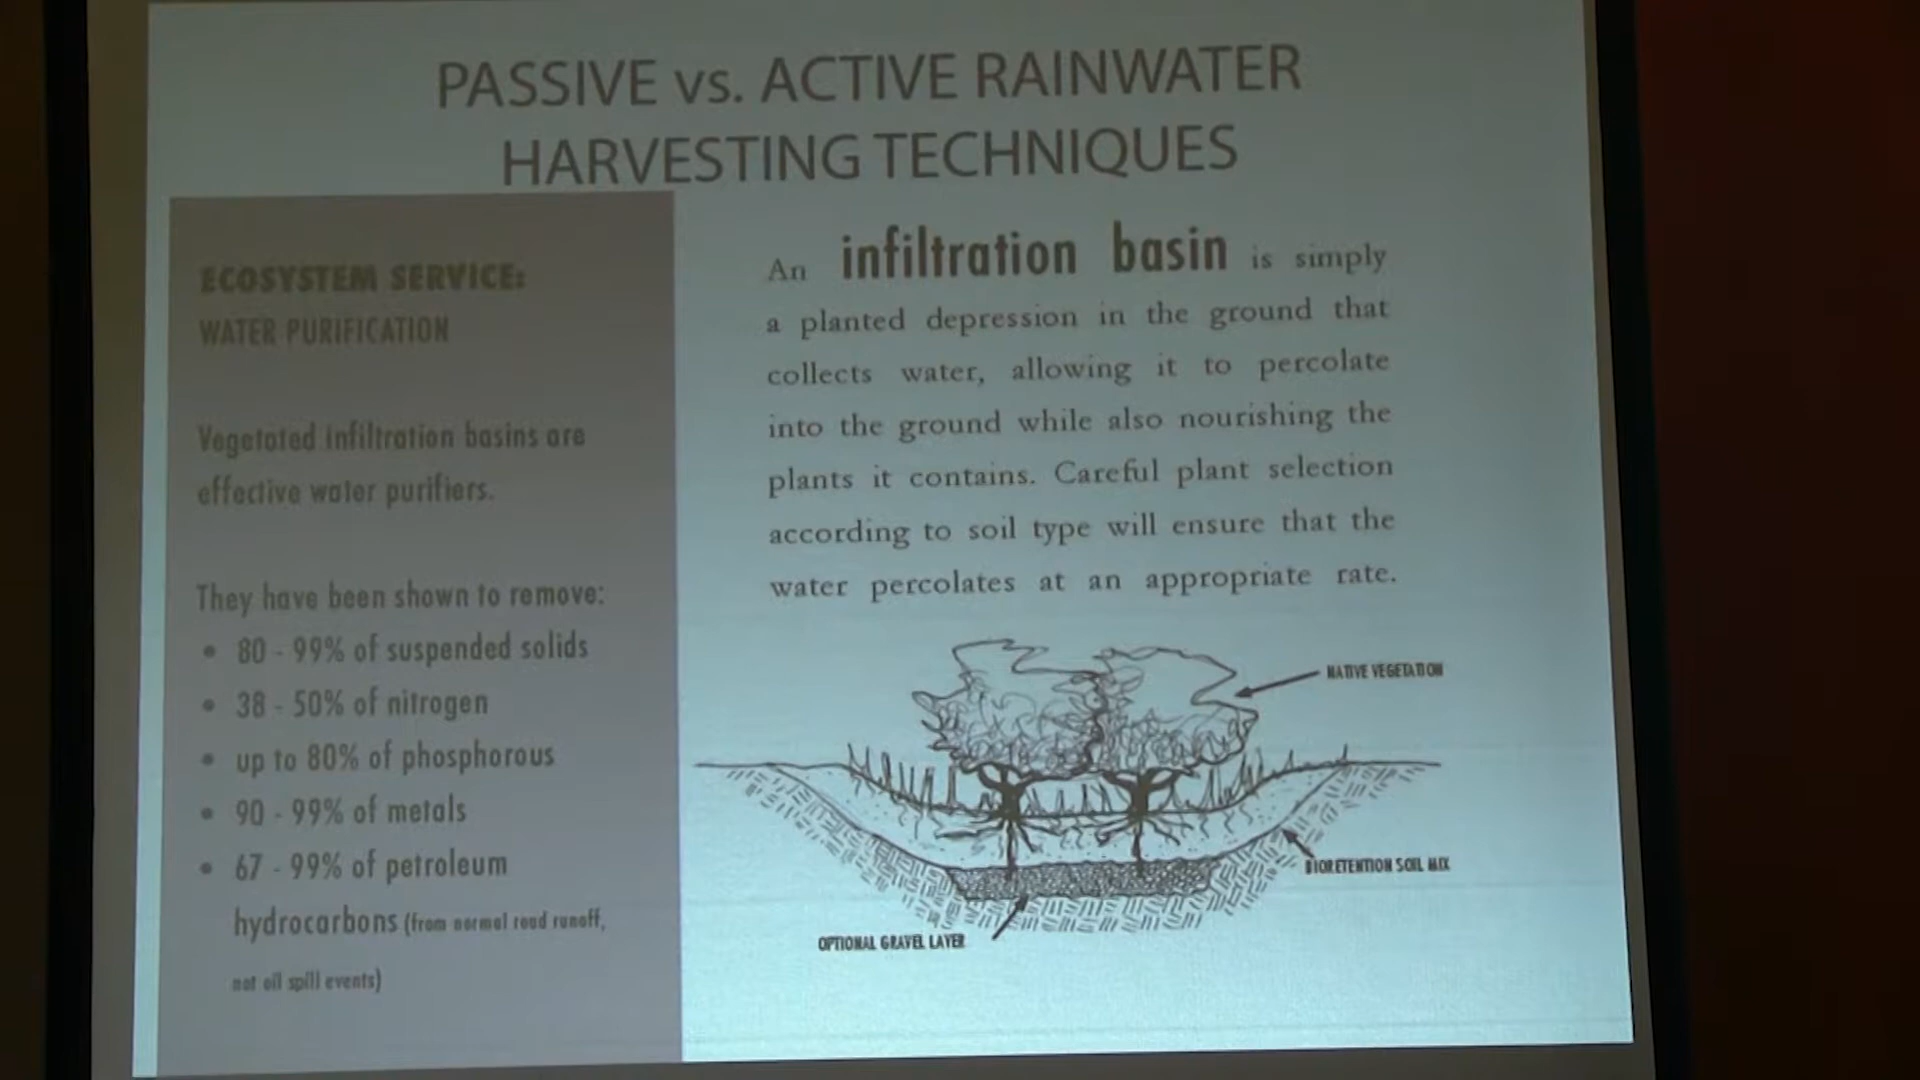 PASSIVE vs. ACTIVE RAINWATER
HARVESTING TECHNIQUES
ECOSYSTEM SERVICE:
WATER PURIFICATION
Vegetated infiltration basins are
effective water purifiers.
They have been shown to remove:
• 80 - 99% of suspended solids
• 38 - 50% of nitrogen
• up to 80% of phosphorous
• 90 - 99% of metals
• 67 - 99% of petroleum
hydrocarbons (from normal road runoff,
not oil spill events)
An infiltration basin is simply
a planted depression in the ground that
collects water, allowing it to percolate
into the ground while also nourishing the
plants it contains. Careful plant selection
according to soil type will ensure that the
water percolates at an appropriate rate.
NATIVE VEGETATION
BIORETENTION SOIL MIX
OPTIONAL GRAVEL LAYER